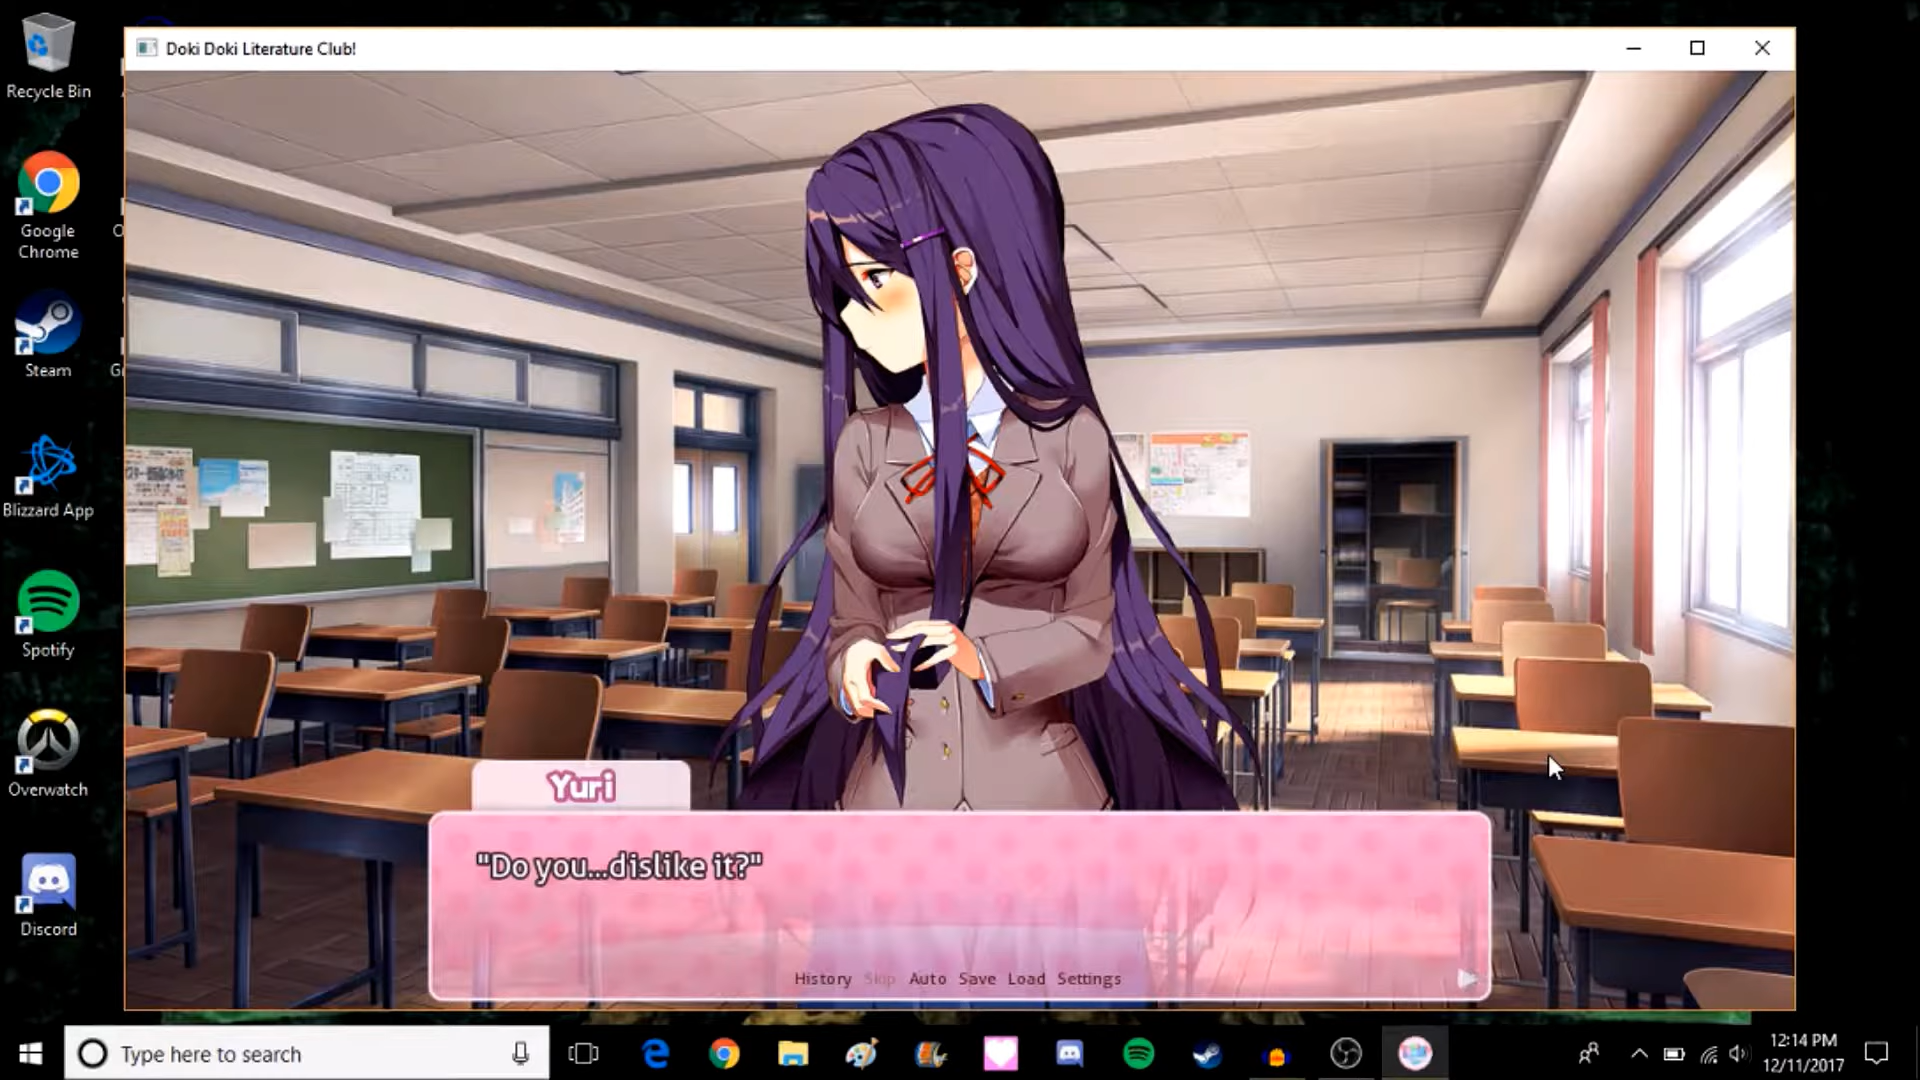 Doki Doki Literature Club!
Recycle Bin
Google
Chrome
Steam
Blizzard App
Spotify
Overwatch
Discord
Yuri
"Do you...dislike it?"
History Skip Auto Save Load Settings
Type here to search
12:14 PM
12/11/2017